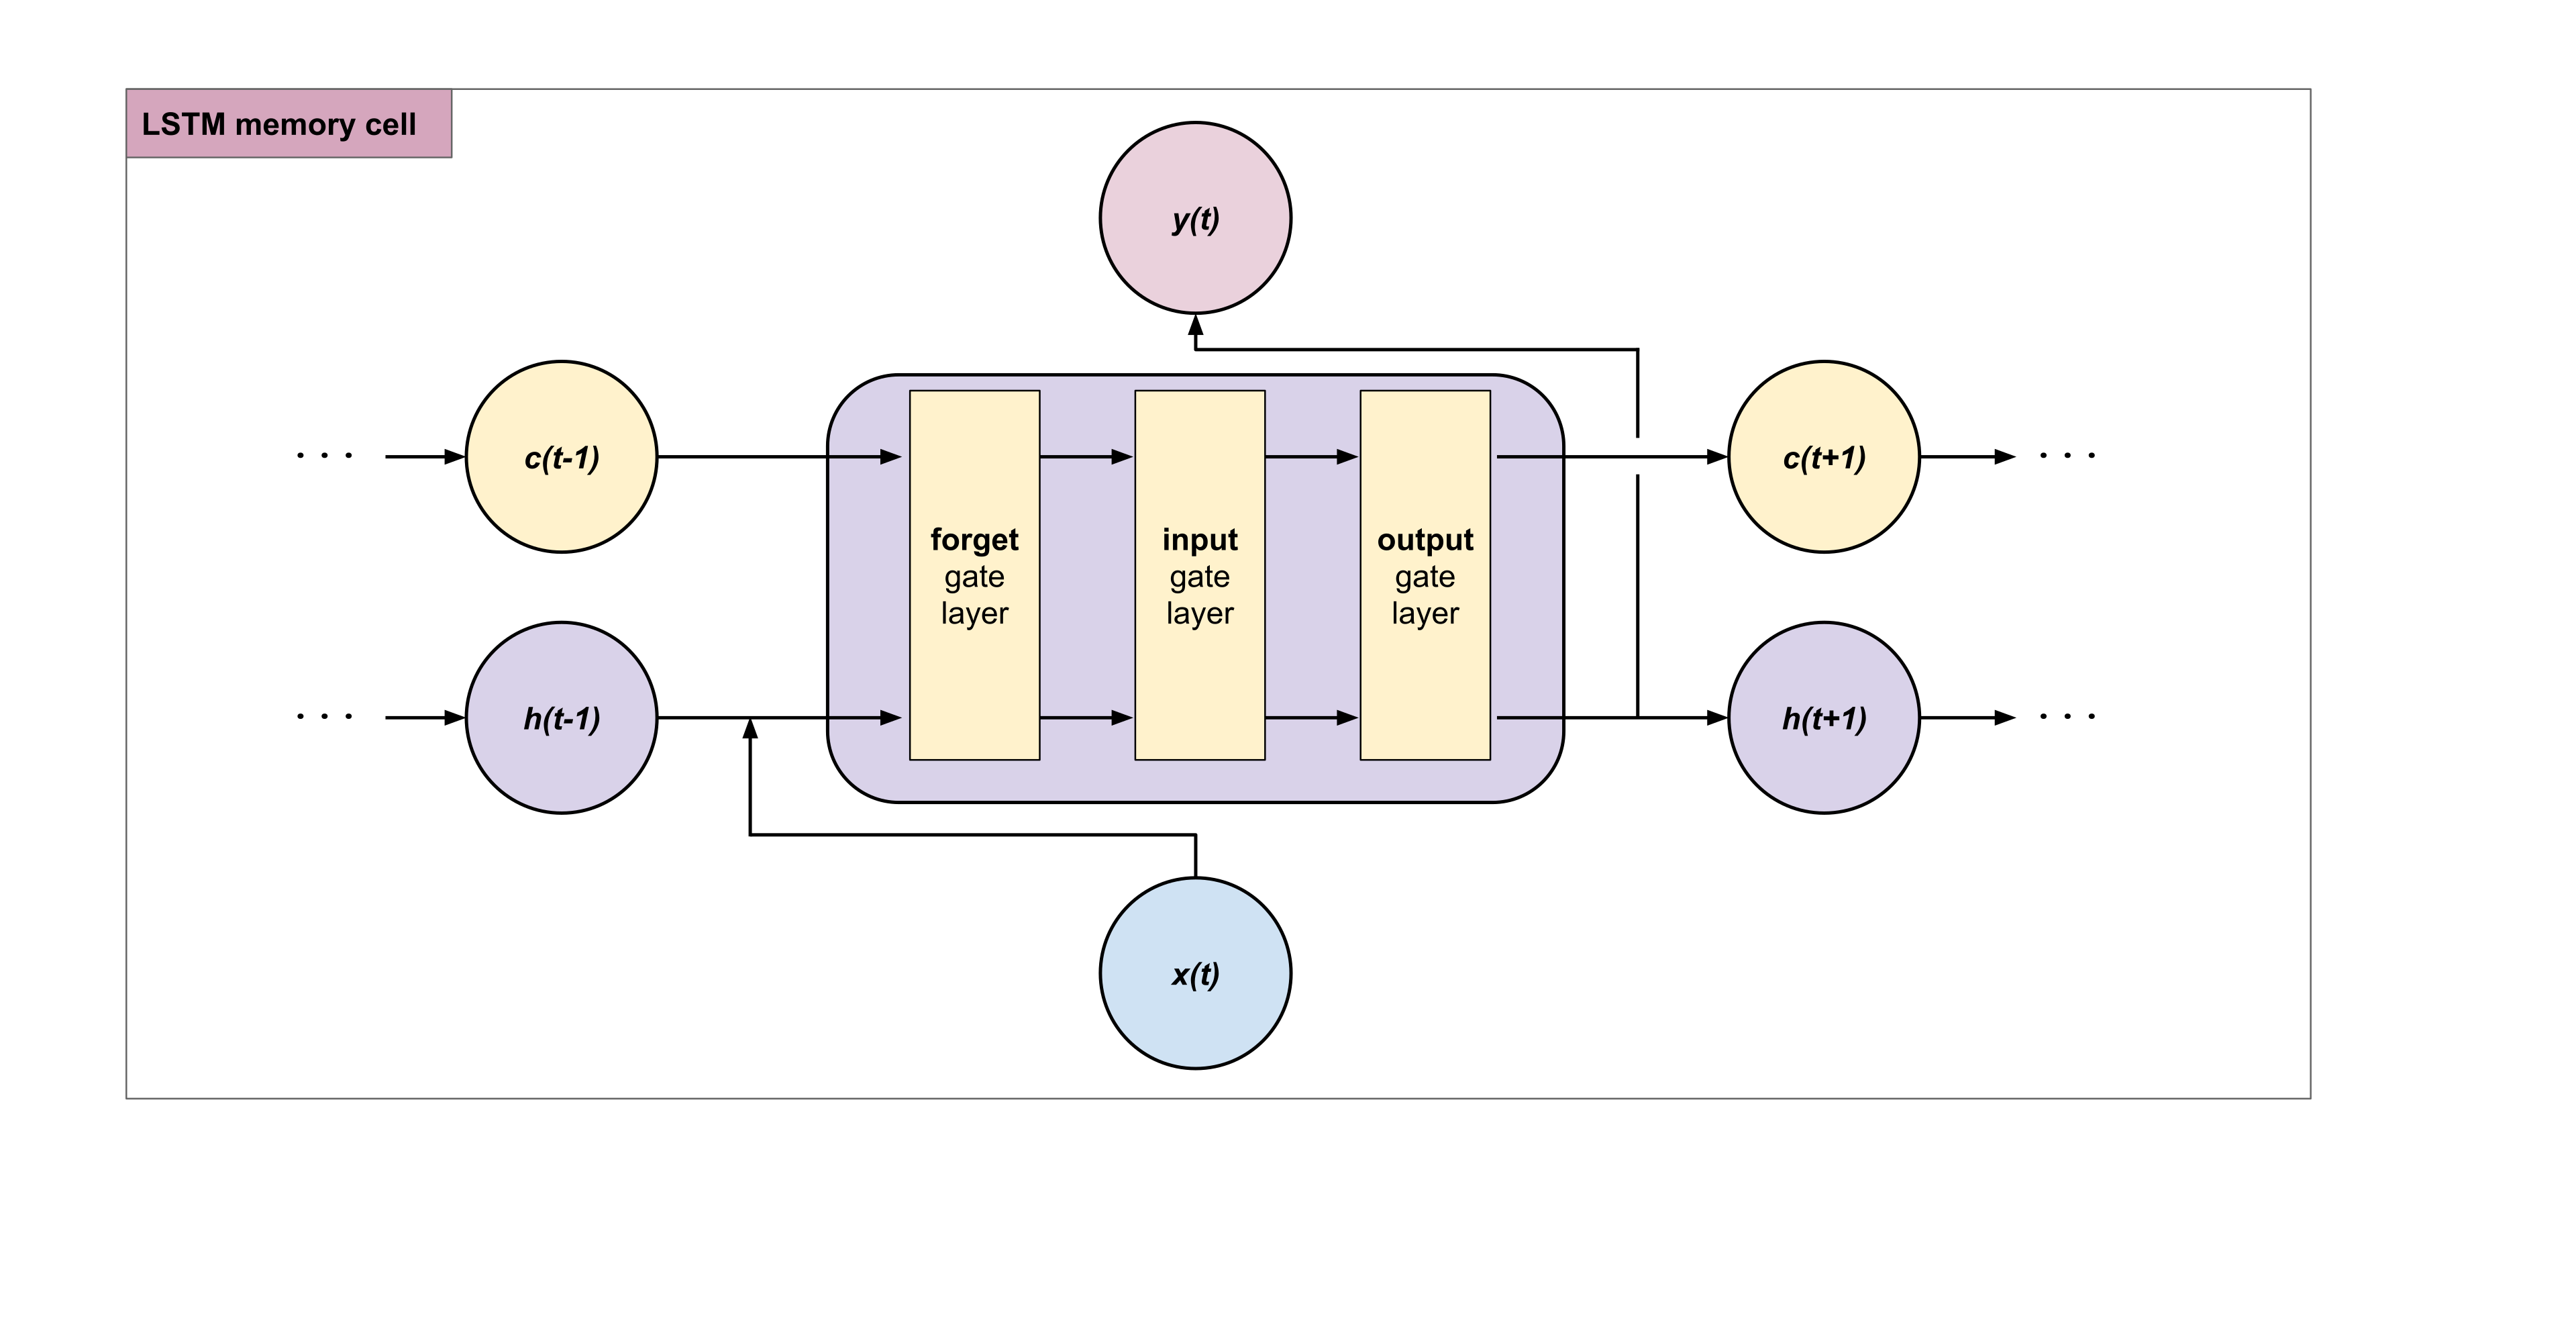 LSTM memory cell
y(t)
. . .
c(t-1)
c(t+1)
. . .
forget
gate
layer
input
gate
layer
output
gate
layer
. . .
h(t-1)
h(t+1)
. . .
x(t)